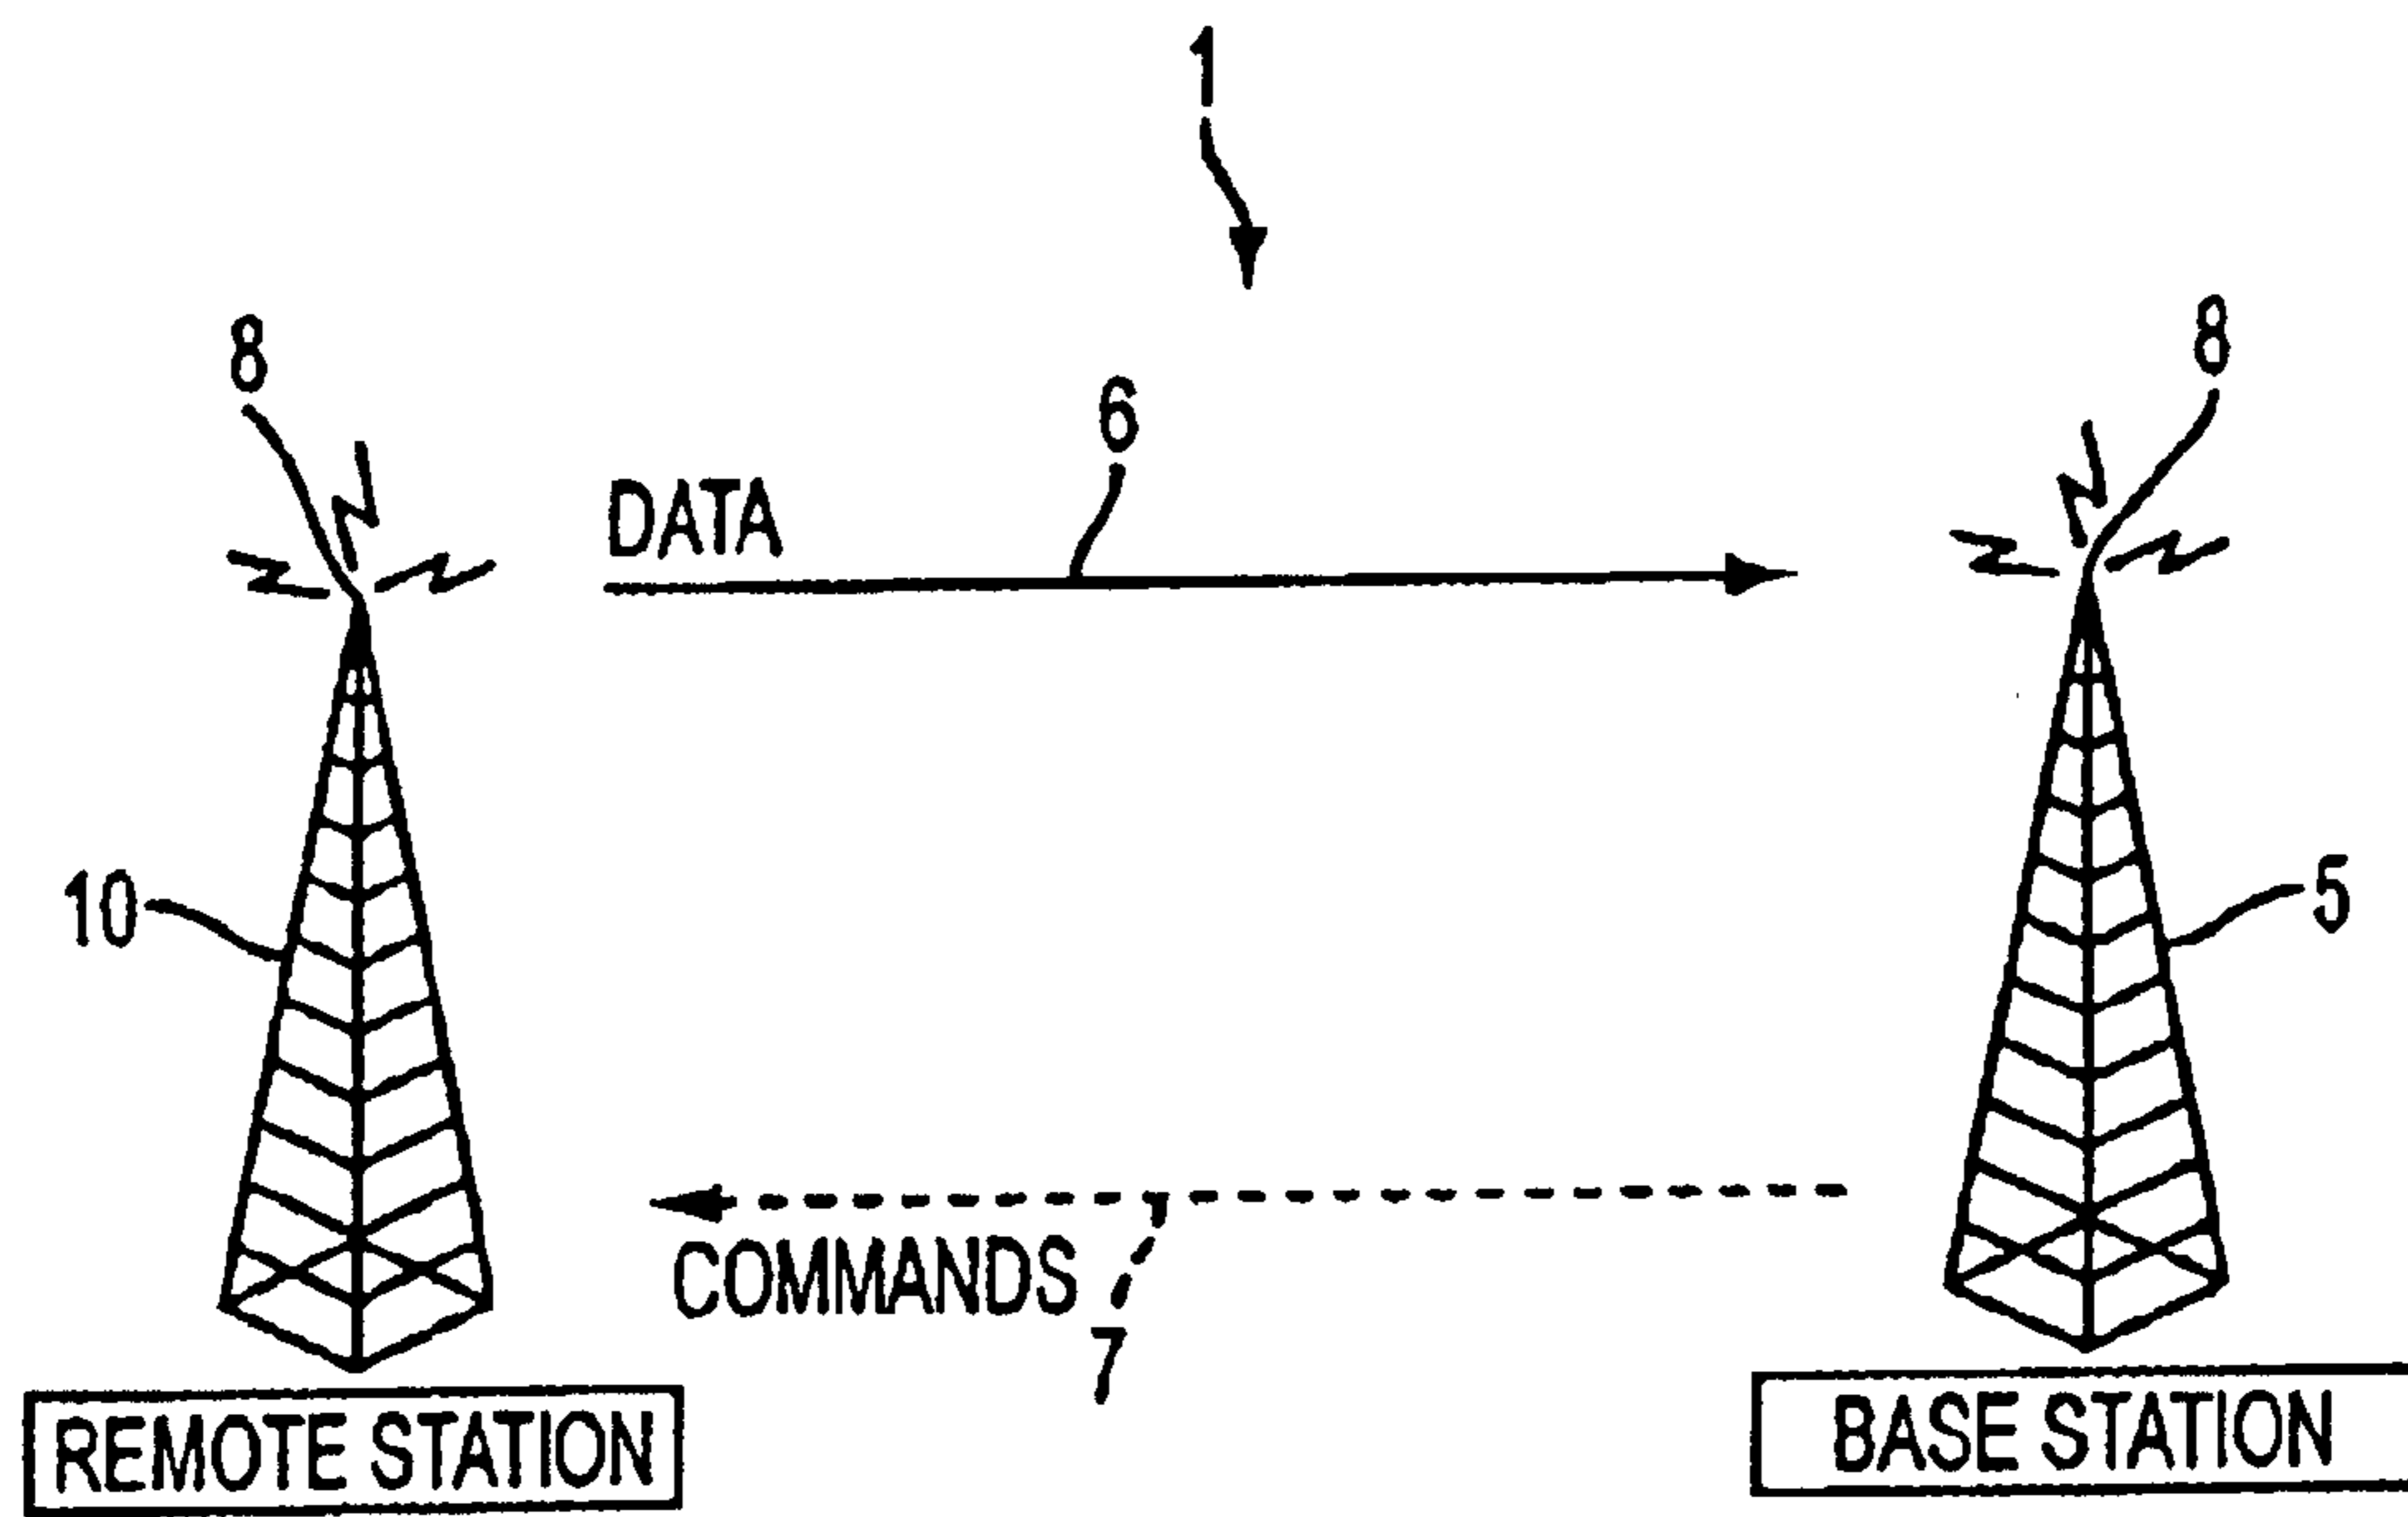 1
8
8
6
DATA
10
5
COMMANDS
7
REMOTE STATION
BASE STATION